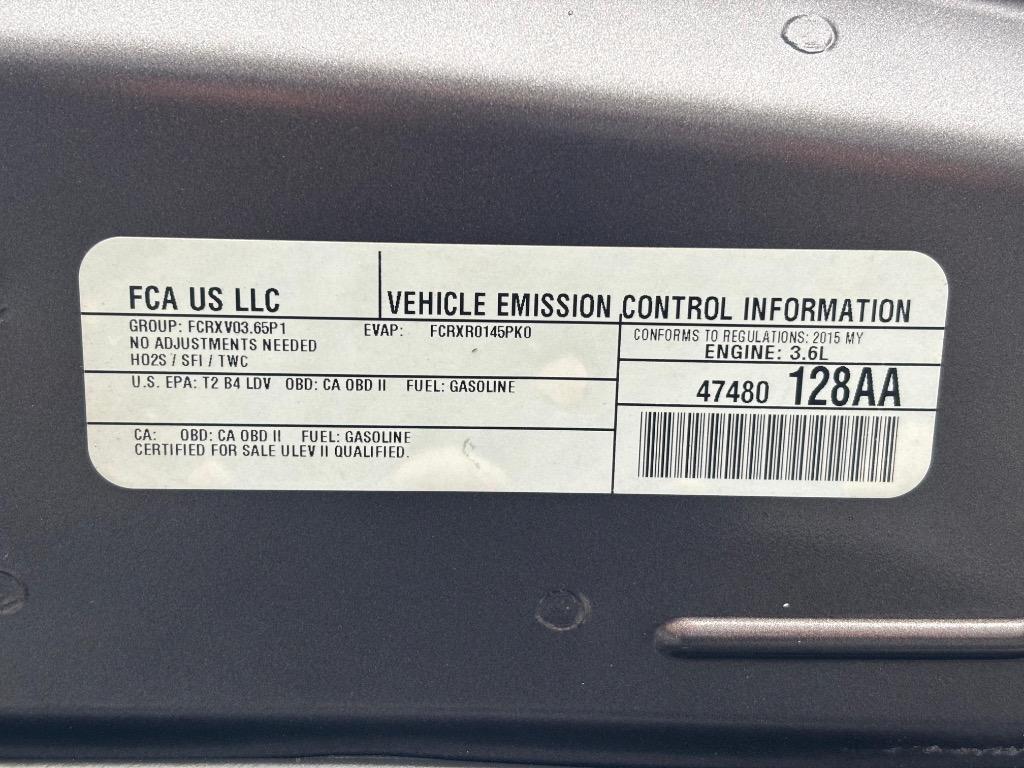 FCA US LLC
VEHICLE EMISSION CONTROL INFORMATION
GROUP: FCRXV03.65P1 EVAP: FCRXR0145PK0
NO ADJUSTMENTS NEEDED
HO2S / SFI / TWC
CONFORMS TO REGULATIONS: 2015 MY
ENGINE: 3.6L
U.S. EPA: T2 B4 LDV OBD: CA OBD II FUEL: GASOLINE
47480 128AA
CA: OBD: CA OBD II FUEL: GASOLINE
CERTIFIED FOR SALE ULEV II QUALIFIED.